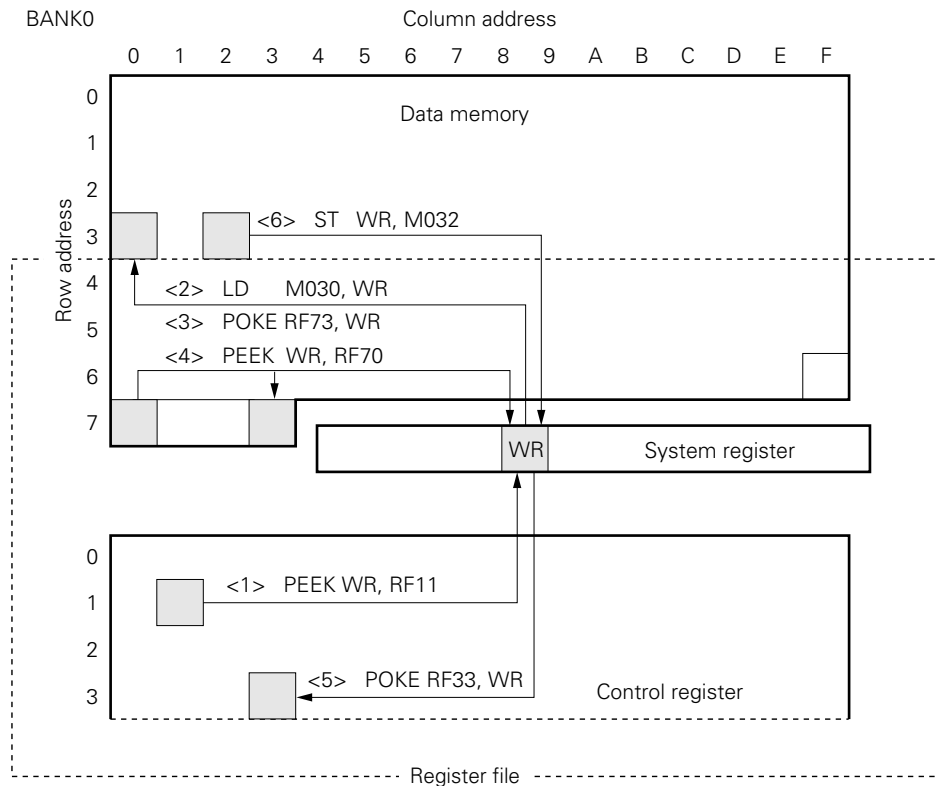 BANK0
Column address
0 1 2 3 4 5 6 7 8 9 A B C D E F
Row address
0
Data memory
1
2
3
<6> ST WR, M032
4
<2> LD M030, WR
5
<3> POKE RF73, WR
<4> PEEK WR, RF70
6
7
WR
System register
0
1
<1> PEEK WR, RF11
2
3
<5> POKE RF33, WR
Control register
Register file